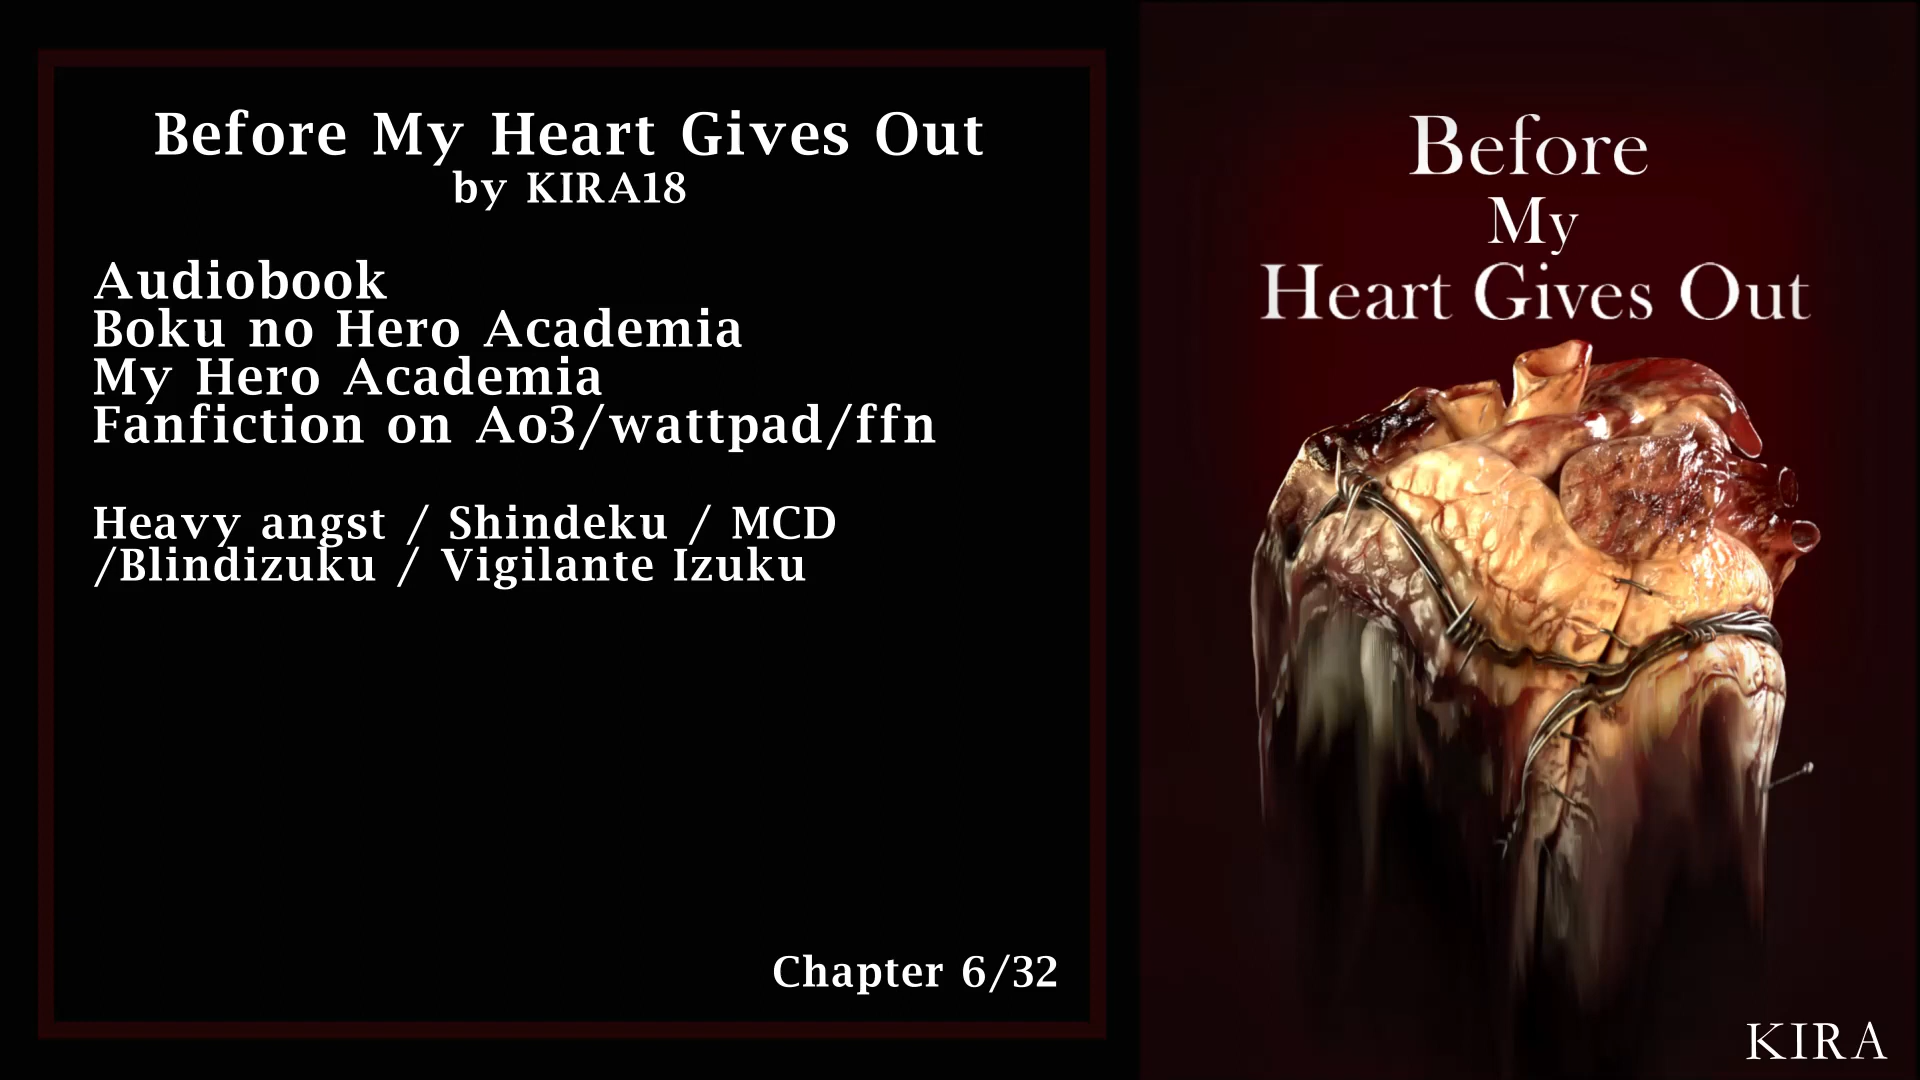 Before My Heart Gives Out
by KIRA18
Audiobook
Boku no Hero Academia
My Hero Academia
Fanfiction on Ao3/wattpad/ffn
Heavy angst / Shindeku / MCD
/Blindizuku / Vigilante Izuku
Chapter 6/32
Before
My
Heart Gives Out
KIRA